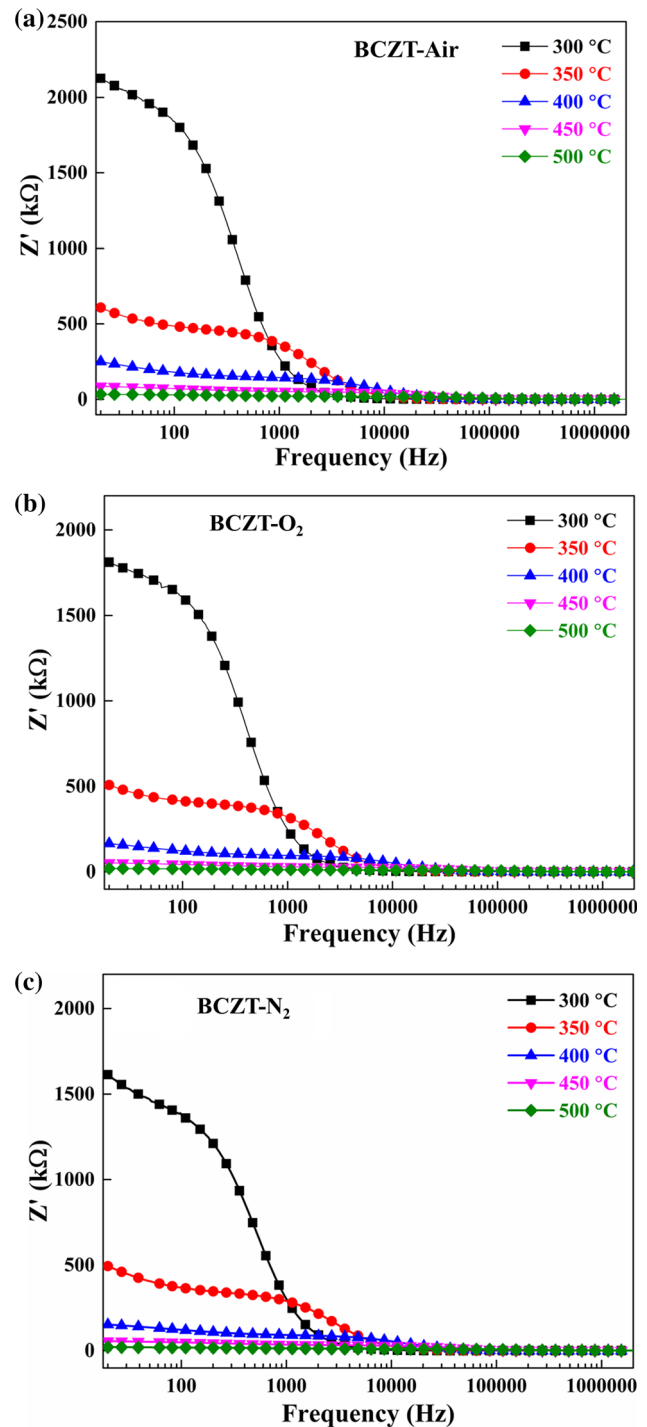 (a)
BCZT-Air
300 °C
350 °C
400 °C
450 °C
500 °C
2500
2000
1500
1000
500
0
Z' (kΩ)
100 1000 10000 100000 1000000
Frequency (Hz)
(b)
BCZT-O₂
300 °C
350 °C
400 °C
450 °C
500 °C
2000
1500
1000
500
0
Z' (kΩ)
100 1000 10000 100000 1000000
Frequency (Hz)
(c)
BCZT-N₂
300 °C
350 °C
400 °C
450 °C
500 °C
2000
1500
1000
500
0
Z' (kΩ)
100 1000 10000 100000 1000000
Frequency (Hz)